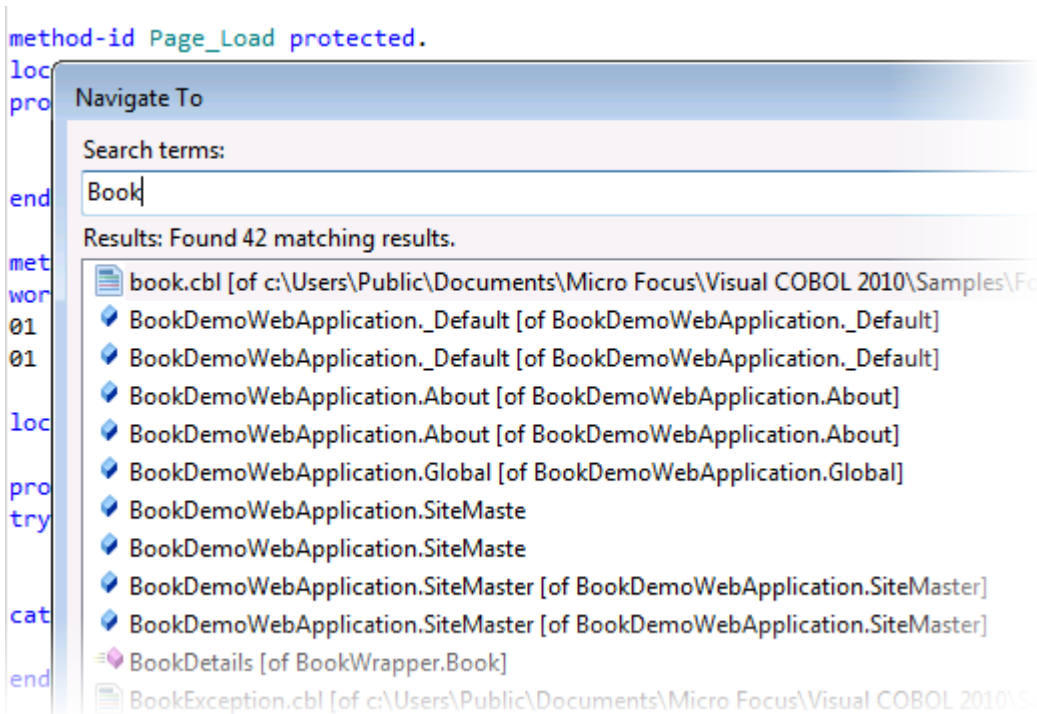 method-id Page_Load protected.
loc
pro
Navigate To
Search terms:
end
Book
Results: Found 42 matching results.
met
book.cbl [of c:\Users\Public\Documents\Micro Focus\Visual COBOL 2010\Samples\Fo
wor
01
BookDemoWebApplication._Default [of BookDemoWebApplication._Default]
01
BookDemoWebApplication._Default [of BookDemoWebApplication._Default]
BookDemoWebApplication.About [of BookDemoWebApplication.About]
loc
BookDemoWebApplication.About [of BookDemoWebApplication.About]
BookDemoWebApplication.Global [of BookDemoWebApplication.Global]
pro
BookDemoWebApplication.SiteMaste
try
BookDemoWebApplication.SiteMaste
BookDemoWebApplication.SiteMaster [of BookDemoWebApplication.SiteMaster]
cat
BookDemoWebApplication.SiteMaster [of BookDemoWebApplication.SiteMaster]
BookDetails [of BookWrapper.Book]
end
BookException.cbl [of c:\Users\Public\Documents\Micro Focus\Visual COBOL 2010\S